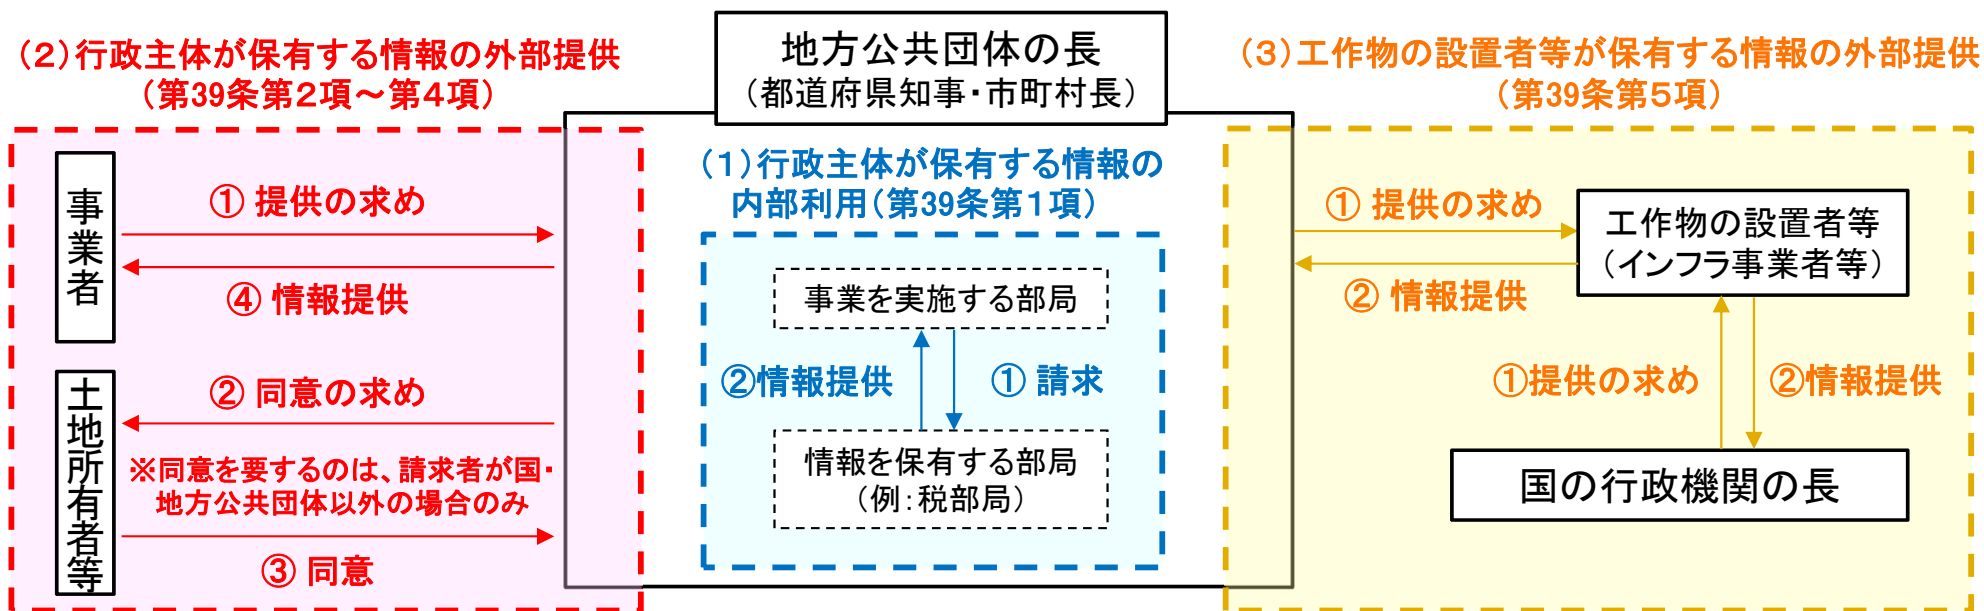 地方公共団体の長
（都道府県知事・市町村長）
（２）行政主体が保有する情報の外部提供
（第39条第２項～第４項）
事業者
① 提供の求め
④ 情報提供
土地所有者等
② 同意の求め
※同意を要するのは、請求者が国・
地方公共団体以外の場合のみ
③ 同意
（１）行政主体が保有する情報の
内部利用（第39条第１項）
事業を実施する部局
②情報提供
① 請求
情報を保有する部局
（例：税部局）
（３）工作物の設置者等が保有する情報の外部提供
（第39条第５項）
① 提供の求め
② 情報提供
工作物の設置者等
（インフラ事業者等）
①提供の求め
②情報提供
国の行政機関の長